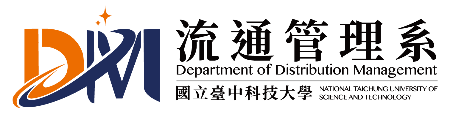 DM
流通管理系
Department of Distribution Management
國立臺中科技大學
NATIONAL TAICHUNG UNIVERSITY OF
SCIENCE AND TECHNOLOGY